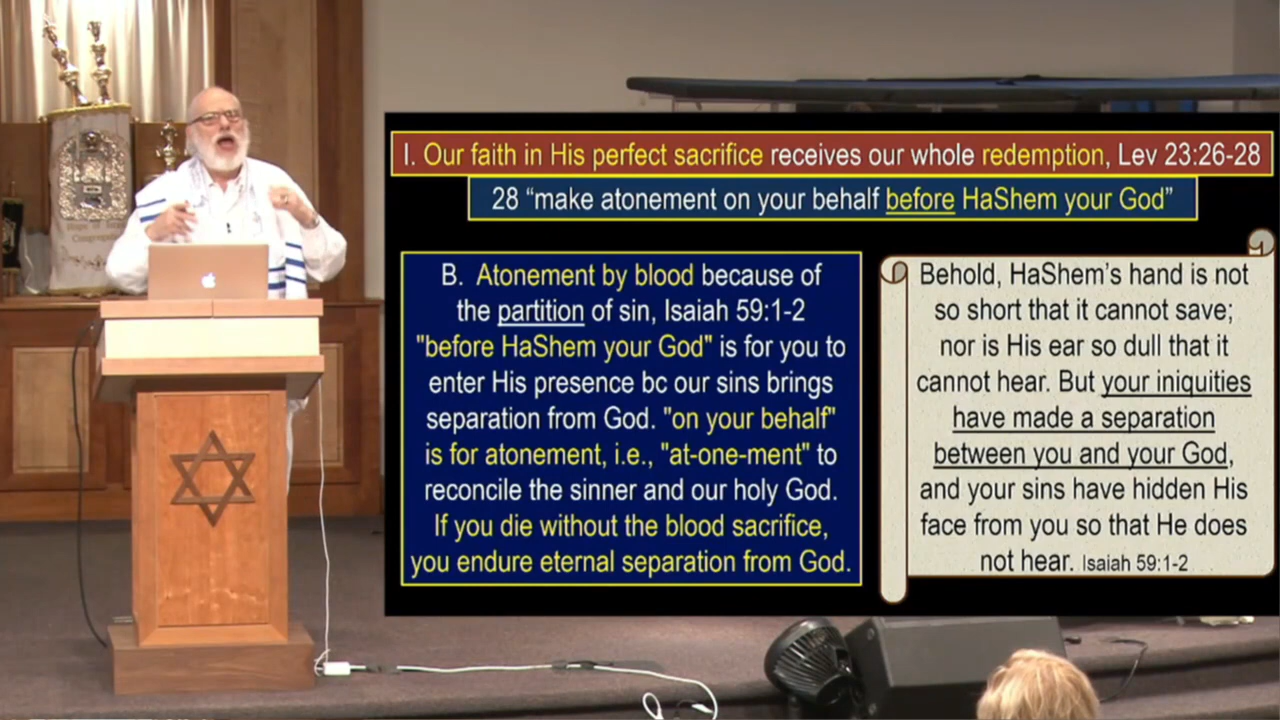 I. Our faith in His perfect sacrifice receives our whole redemption, Lev 23:26-28
28 “make atonement on your behalf before HaShem your God”
B. Atonement by blood because of
the partition of sin, Isaiah 59:1-2
"before HaShem your God" is for you to
enter His presence bc our sins brings
separation from God. "on your behalf"
is for atonement, i.e., "at-one-ment" to
reconcile the sinner and our holy God.
If you die without the blood sacrifice,
you endure eternal separation from God.
Behold, HaShem’s hand is not
so short that it cannot save;
nor is His ear so dull that it
cannot hear. But your iniquities
have made a separation
between you and your God,
and your sins have hidden His
face from you so that He does
not hear. Isaiah 59:1-2